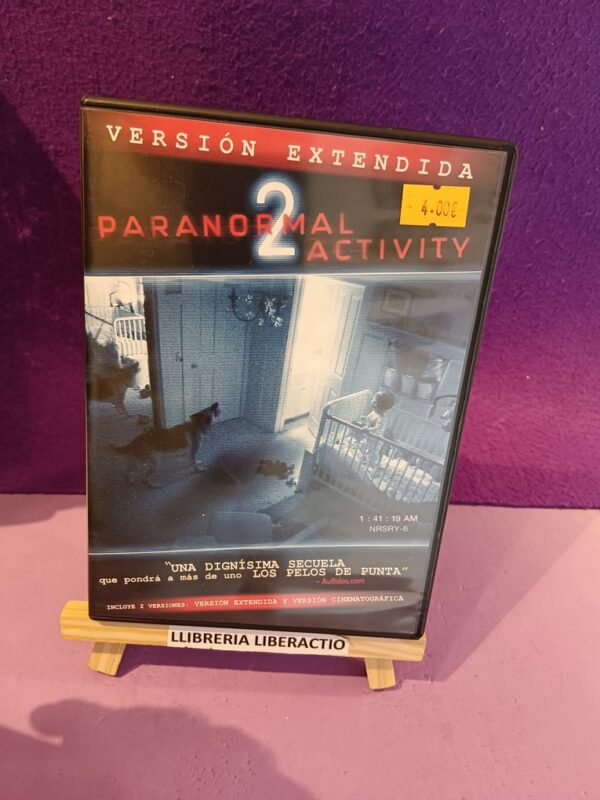 VERSIÓN EXTENDIDA
4.00€
2
PARANORMAL
ACTIVITY
1 : 41 : 19 AM
NRSRY-6
"UNA DIGNÍSIMA SECUELA
que pondrá a más de uno LOS PELOS DE PUNTA"
- Aullidos.com
INCLUYE 2 VERSIONES: VERSIÓN EXTENDIDA Y VERSIÓN CINEMATOGRÁFICA
LLIBRERIA LIBERACTIO